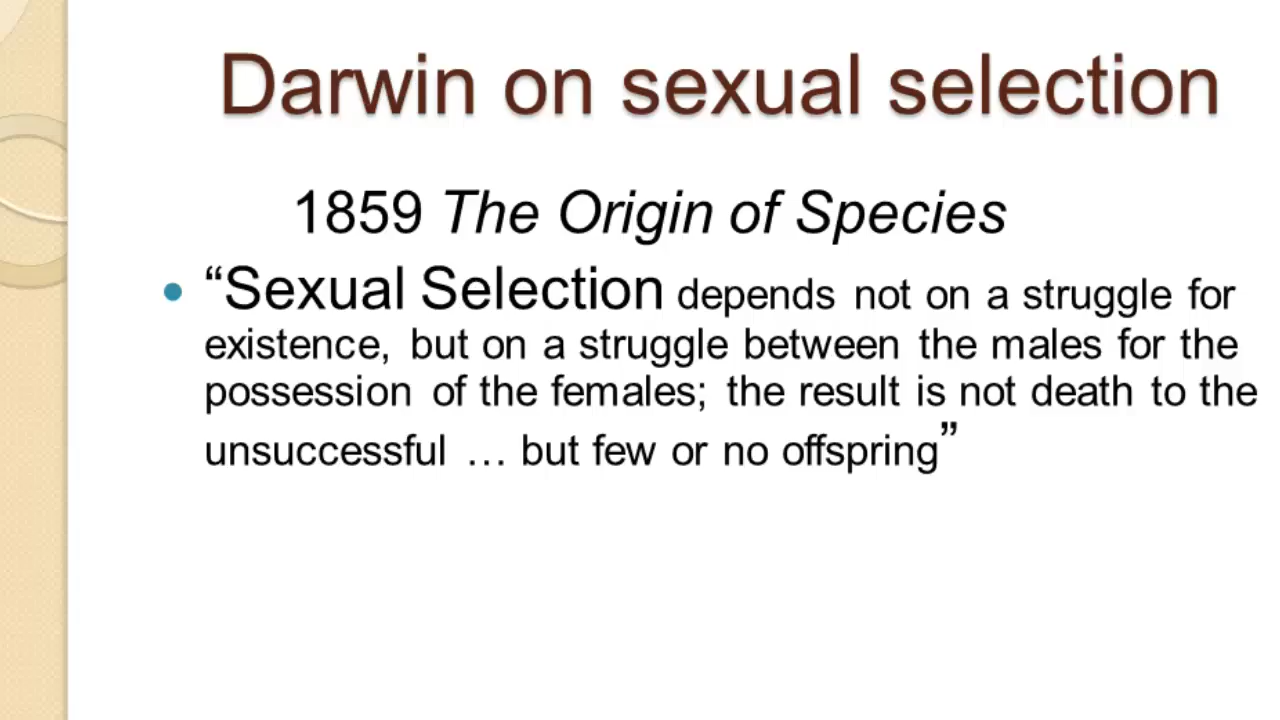 Darwin on sexual selection
1859 The Origin of Species
• “Sexual Selection depends not on a struggle for
existence, but on a struggle between the males for the
possession of the females; the result is not death to the
unsuccessful … but few or no offspring”